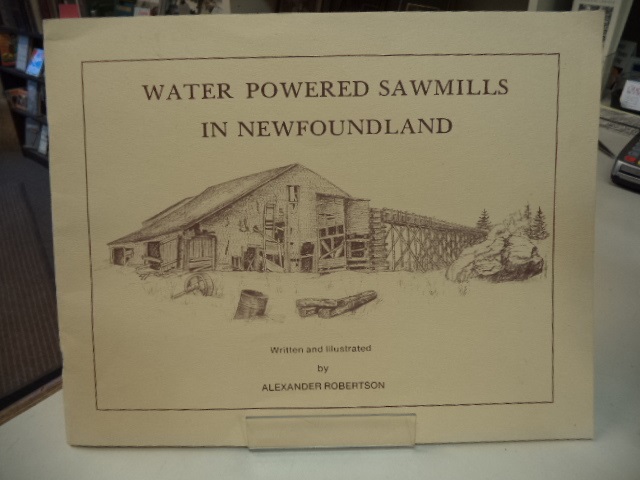 WATER POWERED SAWMILLS
IN NEWFOUNDLAND
Written and Illustrated
by
ALEXANDER ROBERTSON